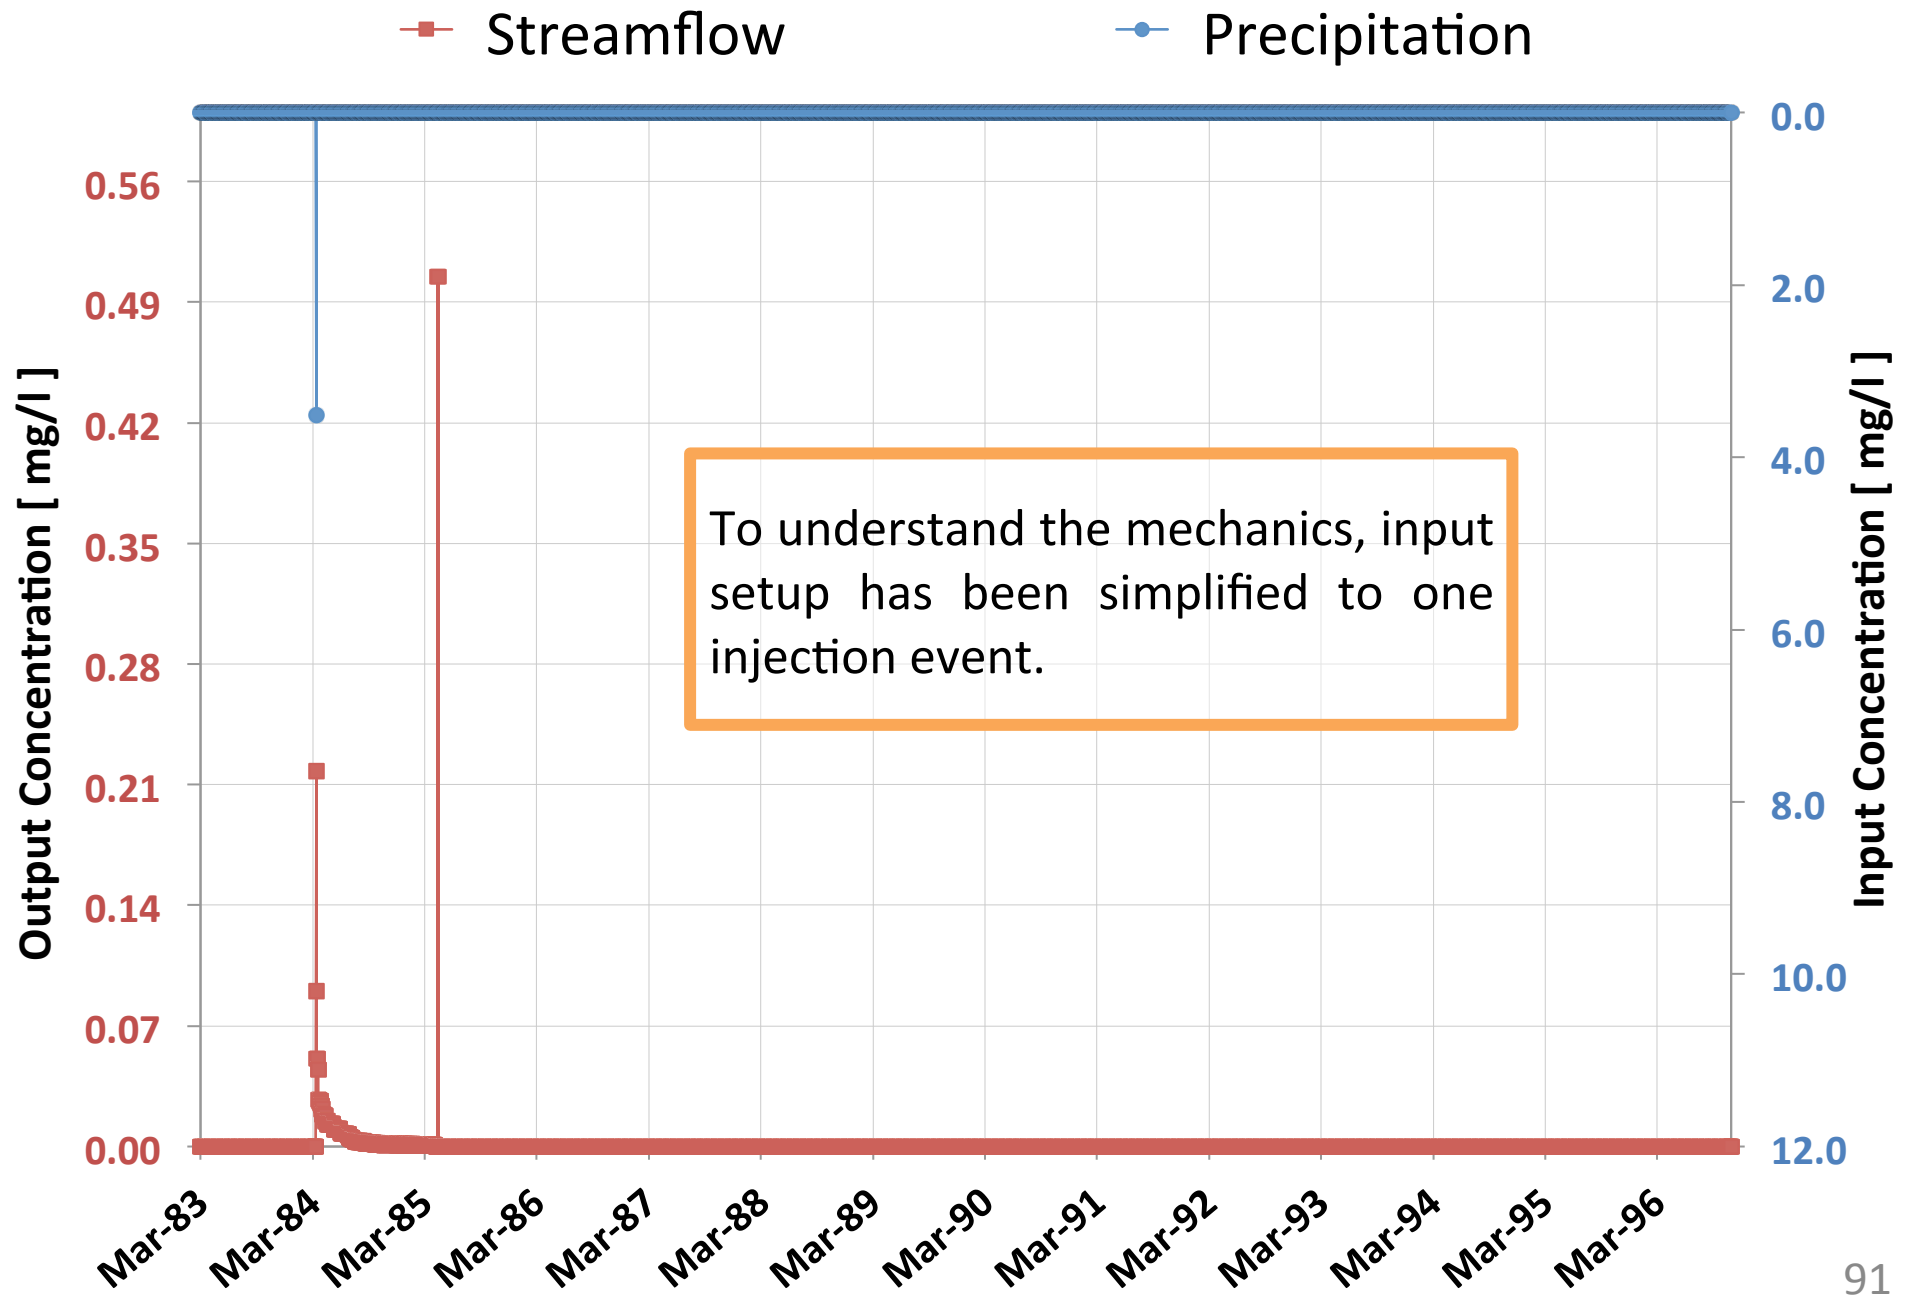 Streamflow
Precipitation
Output Concentration [ mg/l ]
0.56
0.49
0.42
0.35
0.28
0.21
0.14
0.07
0.00
To understand the mechanics, input
setup has been simplified to one
injection event.
0.0
2.0
4.0
6.0
8.0
10.0
12.0
Input Concentration [ mg/l ]
Mar-83
Mar-84
Mar-85
Mar-86
Mar-87
Mar-88
Mar-89
Mar-90
Mar-91
Mar-92
Mar-93
Mar-94
Mar-95
Mar-96
91